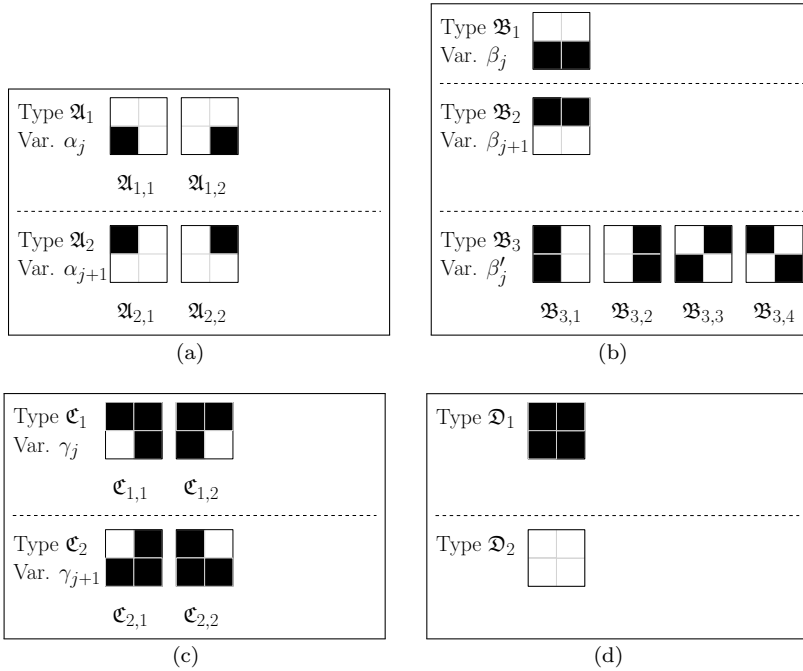 Type 𝔄₁
Var. αⱼ
𝔄₁,₁ 𝔄₁,₂
Type 𝔄₂
Var. αⱼ₊₁
𝔄₂,₁ 𝔄₂,₂
(a)
Type 𝔅₁
Var. βⱼ
Type 𝔅₂
Var. βⱼ₊₁
Type 𝔅₃
Var. β′ⱼ
𝔅₃,₁ 𝔅₃,₂ 𝔅₃,₃ 𝔅₃,₄
(b)
Type ℭ₁
Var. γⱼ
ℭ₁,₁ ℭ₁,₂
Type ℭ₂
Var. γⱼ₊₁
ℭ₂,₁ ℭ₂,₂
(c)
Type 𝔇₁
Type 𝔇₂
(d)